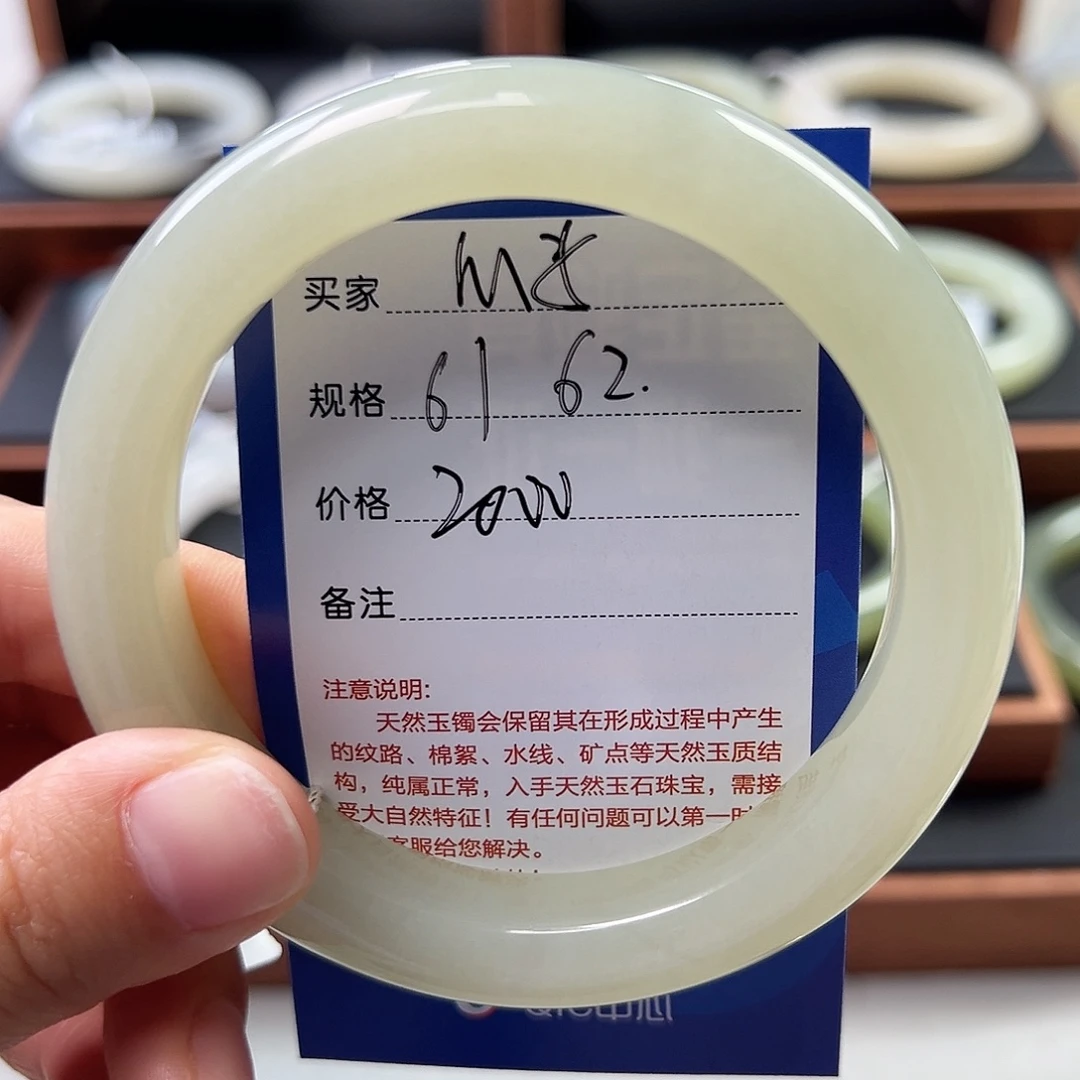 买家
规格 61 62.
价格 2000
备注
注意说明:
天然玉镯会保留其在形成过程中产生
的纹路、棉絮、水线、矿点等天然玉质结
构，纯属正常，入手天然玉石珠宝，需接
受大自然特征！有任何问题可以第一时
客服给您解决。
中心